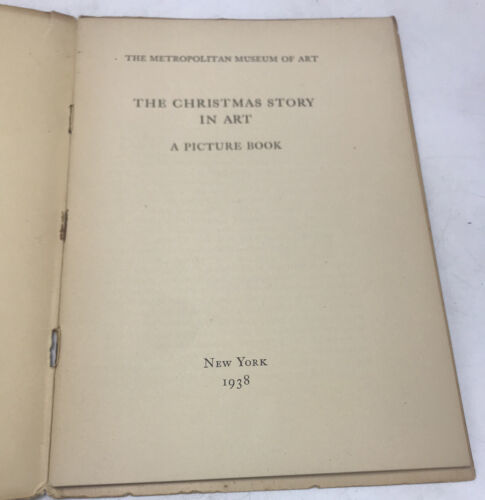 THE METROPOLITAN MUSEUM OF ART
THE CHRISTMAS STORY
IN ART
A PICTURE BOOK
NEW YORK
1938